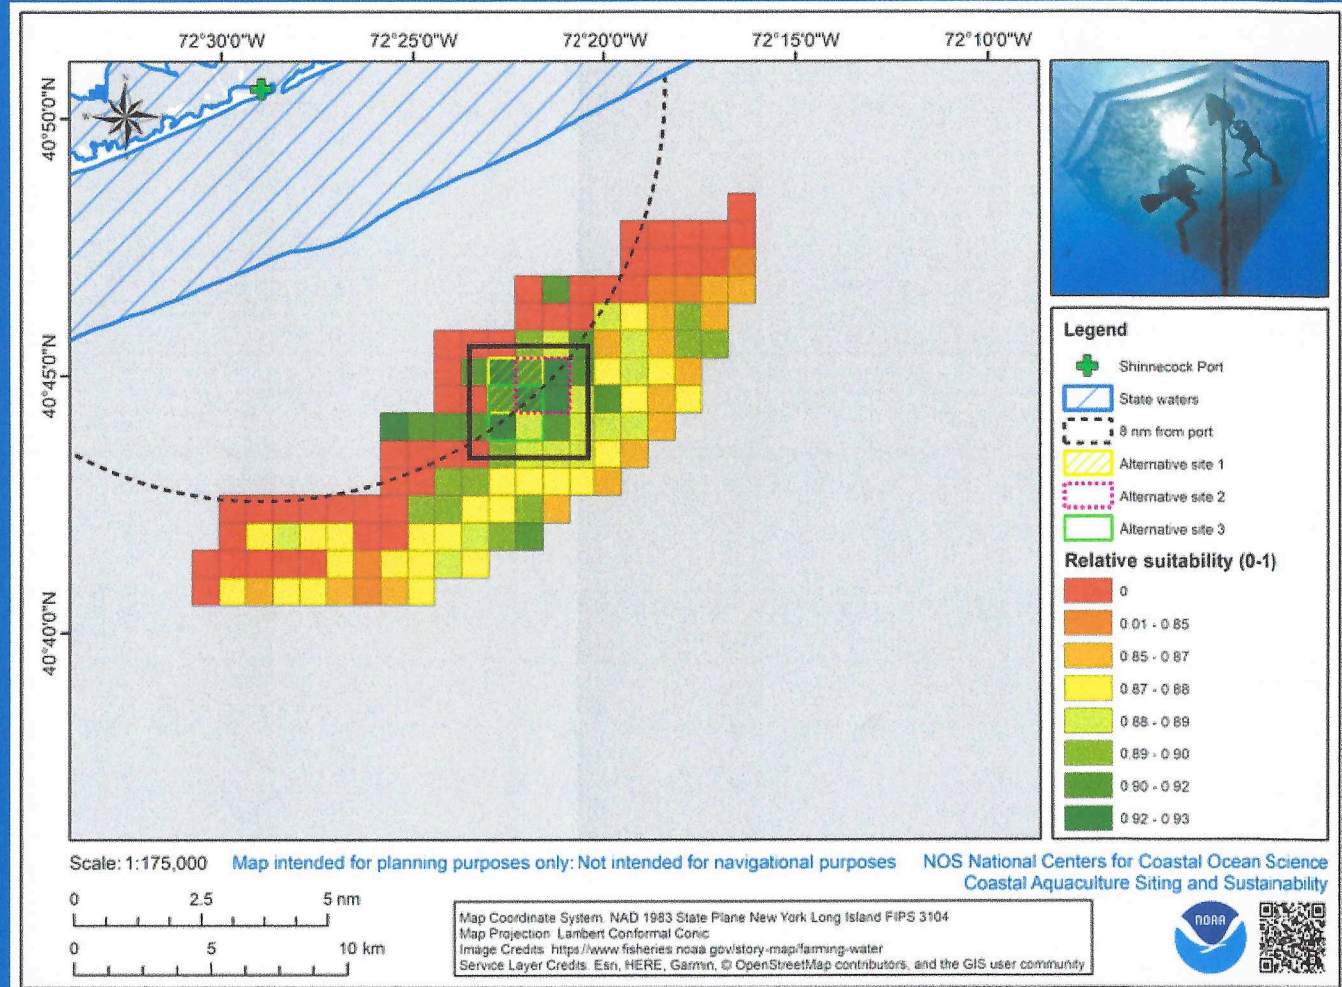 72°30'0"W 72°25'0"W 72°20'0"W 72°15'0"W 72°10'0"W
40°50'0"N
40°45'0"N
40°40'0"N
Legend
Shinnecock Port
State waters
8 nm from port
Alternative site 1
Alternative site 2
Alternative site 3
Relative suitability (0-1)
0
0.01 - 0.85
0.85 - 0.87
0.87 - 0.88
0.88 - 0.89
0.89 - 0.90
0.90 - 0.92
0.92 - 0.93
Scale: 1:175,000 Map intended for planning purposes only: Not intended for navigational purposes
NOS National Centers for Coastal Ocean Science
Coastal Aquaculture Siting and Sustainability
0 2.5 5 nm
0 5 10 km
Map Coordinate System: NAD 1983 State Plane New York Long Island FIPS 3104
Map Projection: Lambert Conformal Conic
Image Credits: https://www.fisheries.noaa.gov/story-map/farming-water
Service Layer Credits: Esri, HERE, Garmin, © OpenStreetMap contributors, and the GIS user community
NOAA